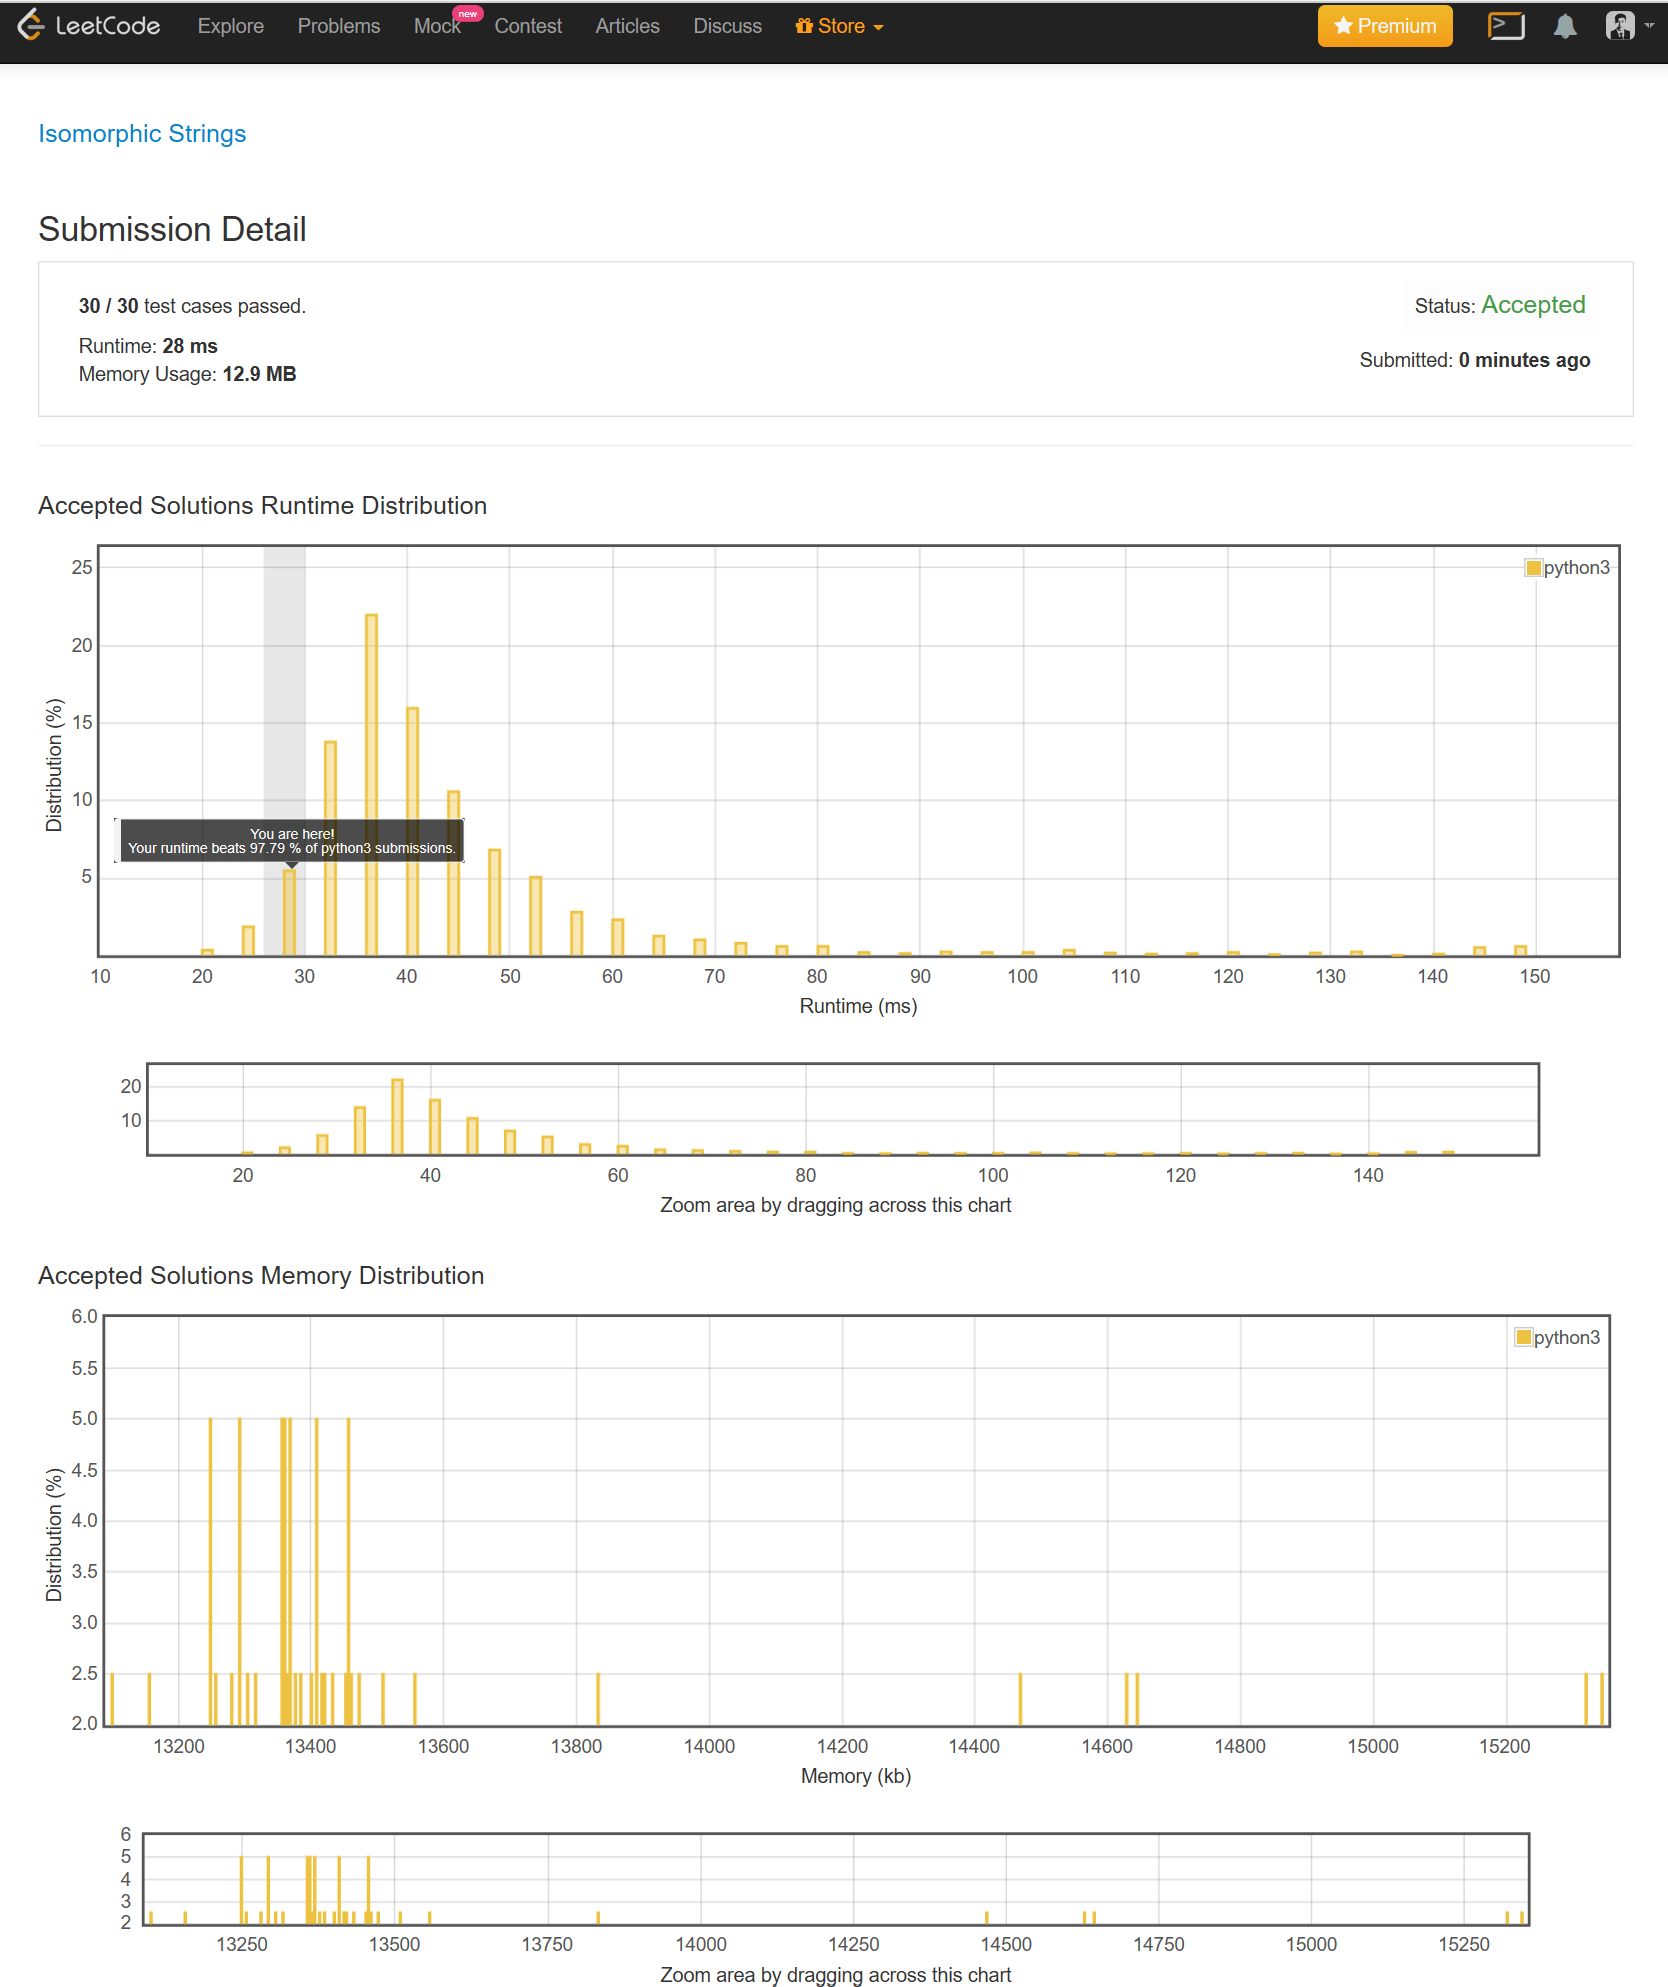 LeetCode Explore Problems Mock new Contest Articles Discuss Store Premium
Isomorphic Strings
Submission Detail
30 / 30 test cases passed.
Status: Accepted
Runtime: 28 ms
Submitted: 0 minutes ago
Memory Usage: 12.9 MB
Accepted Solutions Runtime Distribution
25
python3
20
15
10
5
Distribution (%)
You are here!
Your runtime beats 97.79 % of python3 submissions.
10 20 30 40 50 60 70 80 90 100 110 120 130 140 150
Runtime (ms)
20
10
20 40 60 80 100 120 140
Zoom area by dragging across this chart
Accepted Solutions Memory Distribution
6.0
python3
5.5
5.0
4.5
4.0
3.5
3.0
2.5
2.0
Distribution (%)
13200 13400 13600 13800 14000 14200 14400 14600 14800 15000 15200
Memory (kb)
6
5
4
3
2
13250 13500 13750 14000 14250 14500 14750 15000 15250
Zoom area by dragging across this chart